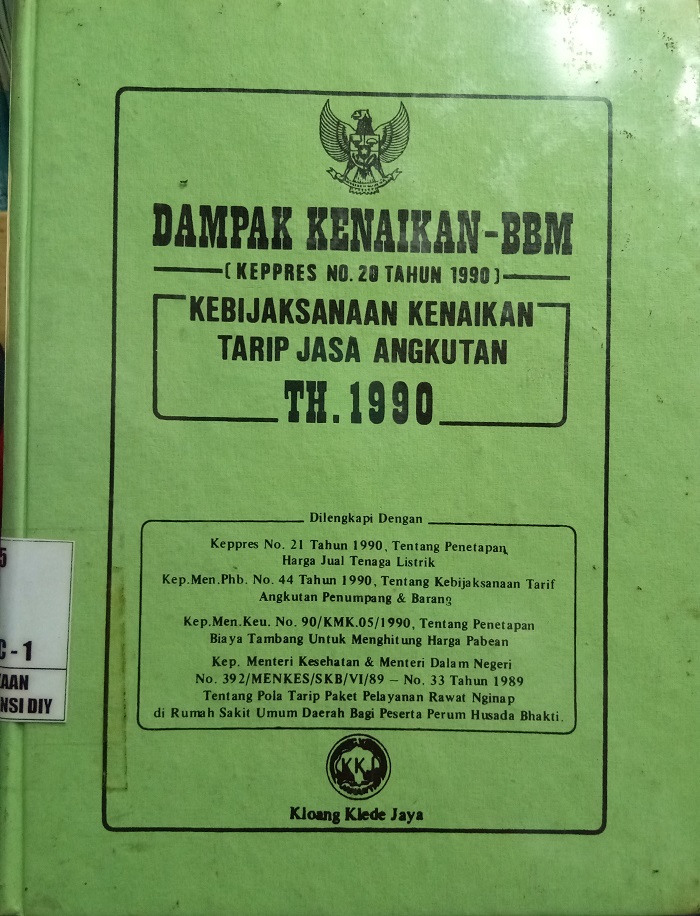 DAMPAK KENAIKAN-BBM
(KEPPRES NO. 20 TAHUN 1990)
KEBIJAKSANAAN KENAIKAN
TARIP JASA ANGKUTAN
TH. 1990
Dilengkapi Dengan
Keppres No. 21 Tahun 1990, Tentang Penetapan
Harga Jual Tenaga Listrik
Kep.Men.Phb. No. 44 Tahun 1990, Tentang Kebijaksanaan Tarif
Angkutan Penumpang & Barang
Kep.Men.Keu. No. 90/KMK.05/1990, Tentang Penetapan
Biaya Tambang Untuk Menghitung Harga Pabean
Kep. Menteri Kesehatan & Menteri Dalam Negeri
No. 392/MENKES/SKB/VI/89 – No. 33 Tahun 1989
Tentang Pola Tarip Paket Pelayanan Rawat Nginap
di Rumah Sakit Umum Daerah Bagi Peserta Perum Husada Bhakti.
KKJ
Kloang Klede Jaya
5
C - 1
KAAN
NSI DIY